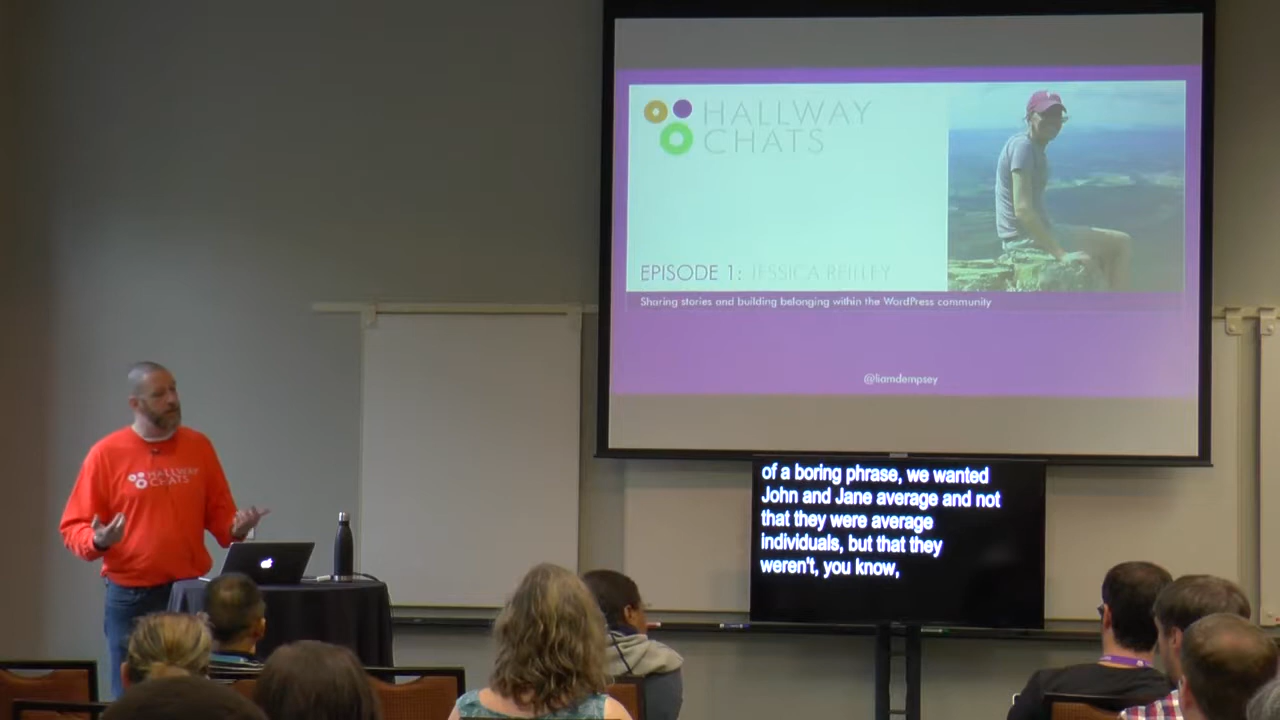 HALLWAY
CHATS
EPISODE 1: JESSICA REILLEY
Sharing stories and building belonging within the WordPress community
@liamdempsey
of a boring phrase, we wanted
John and Jane average and not
that they were average
individuals, but that they
weren't, you know,
HALLWAY
CHATS